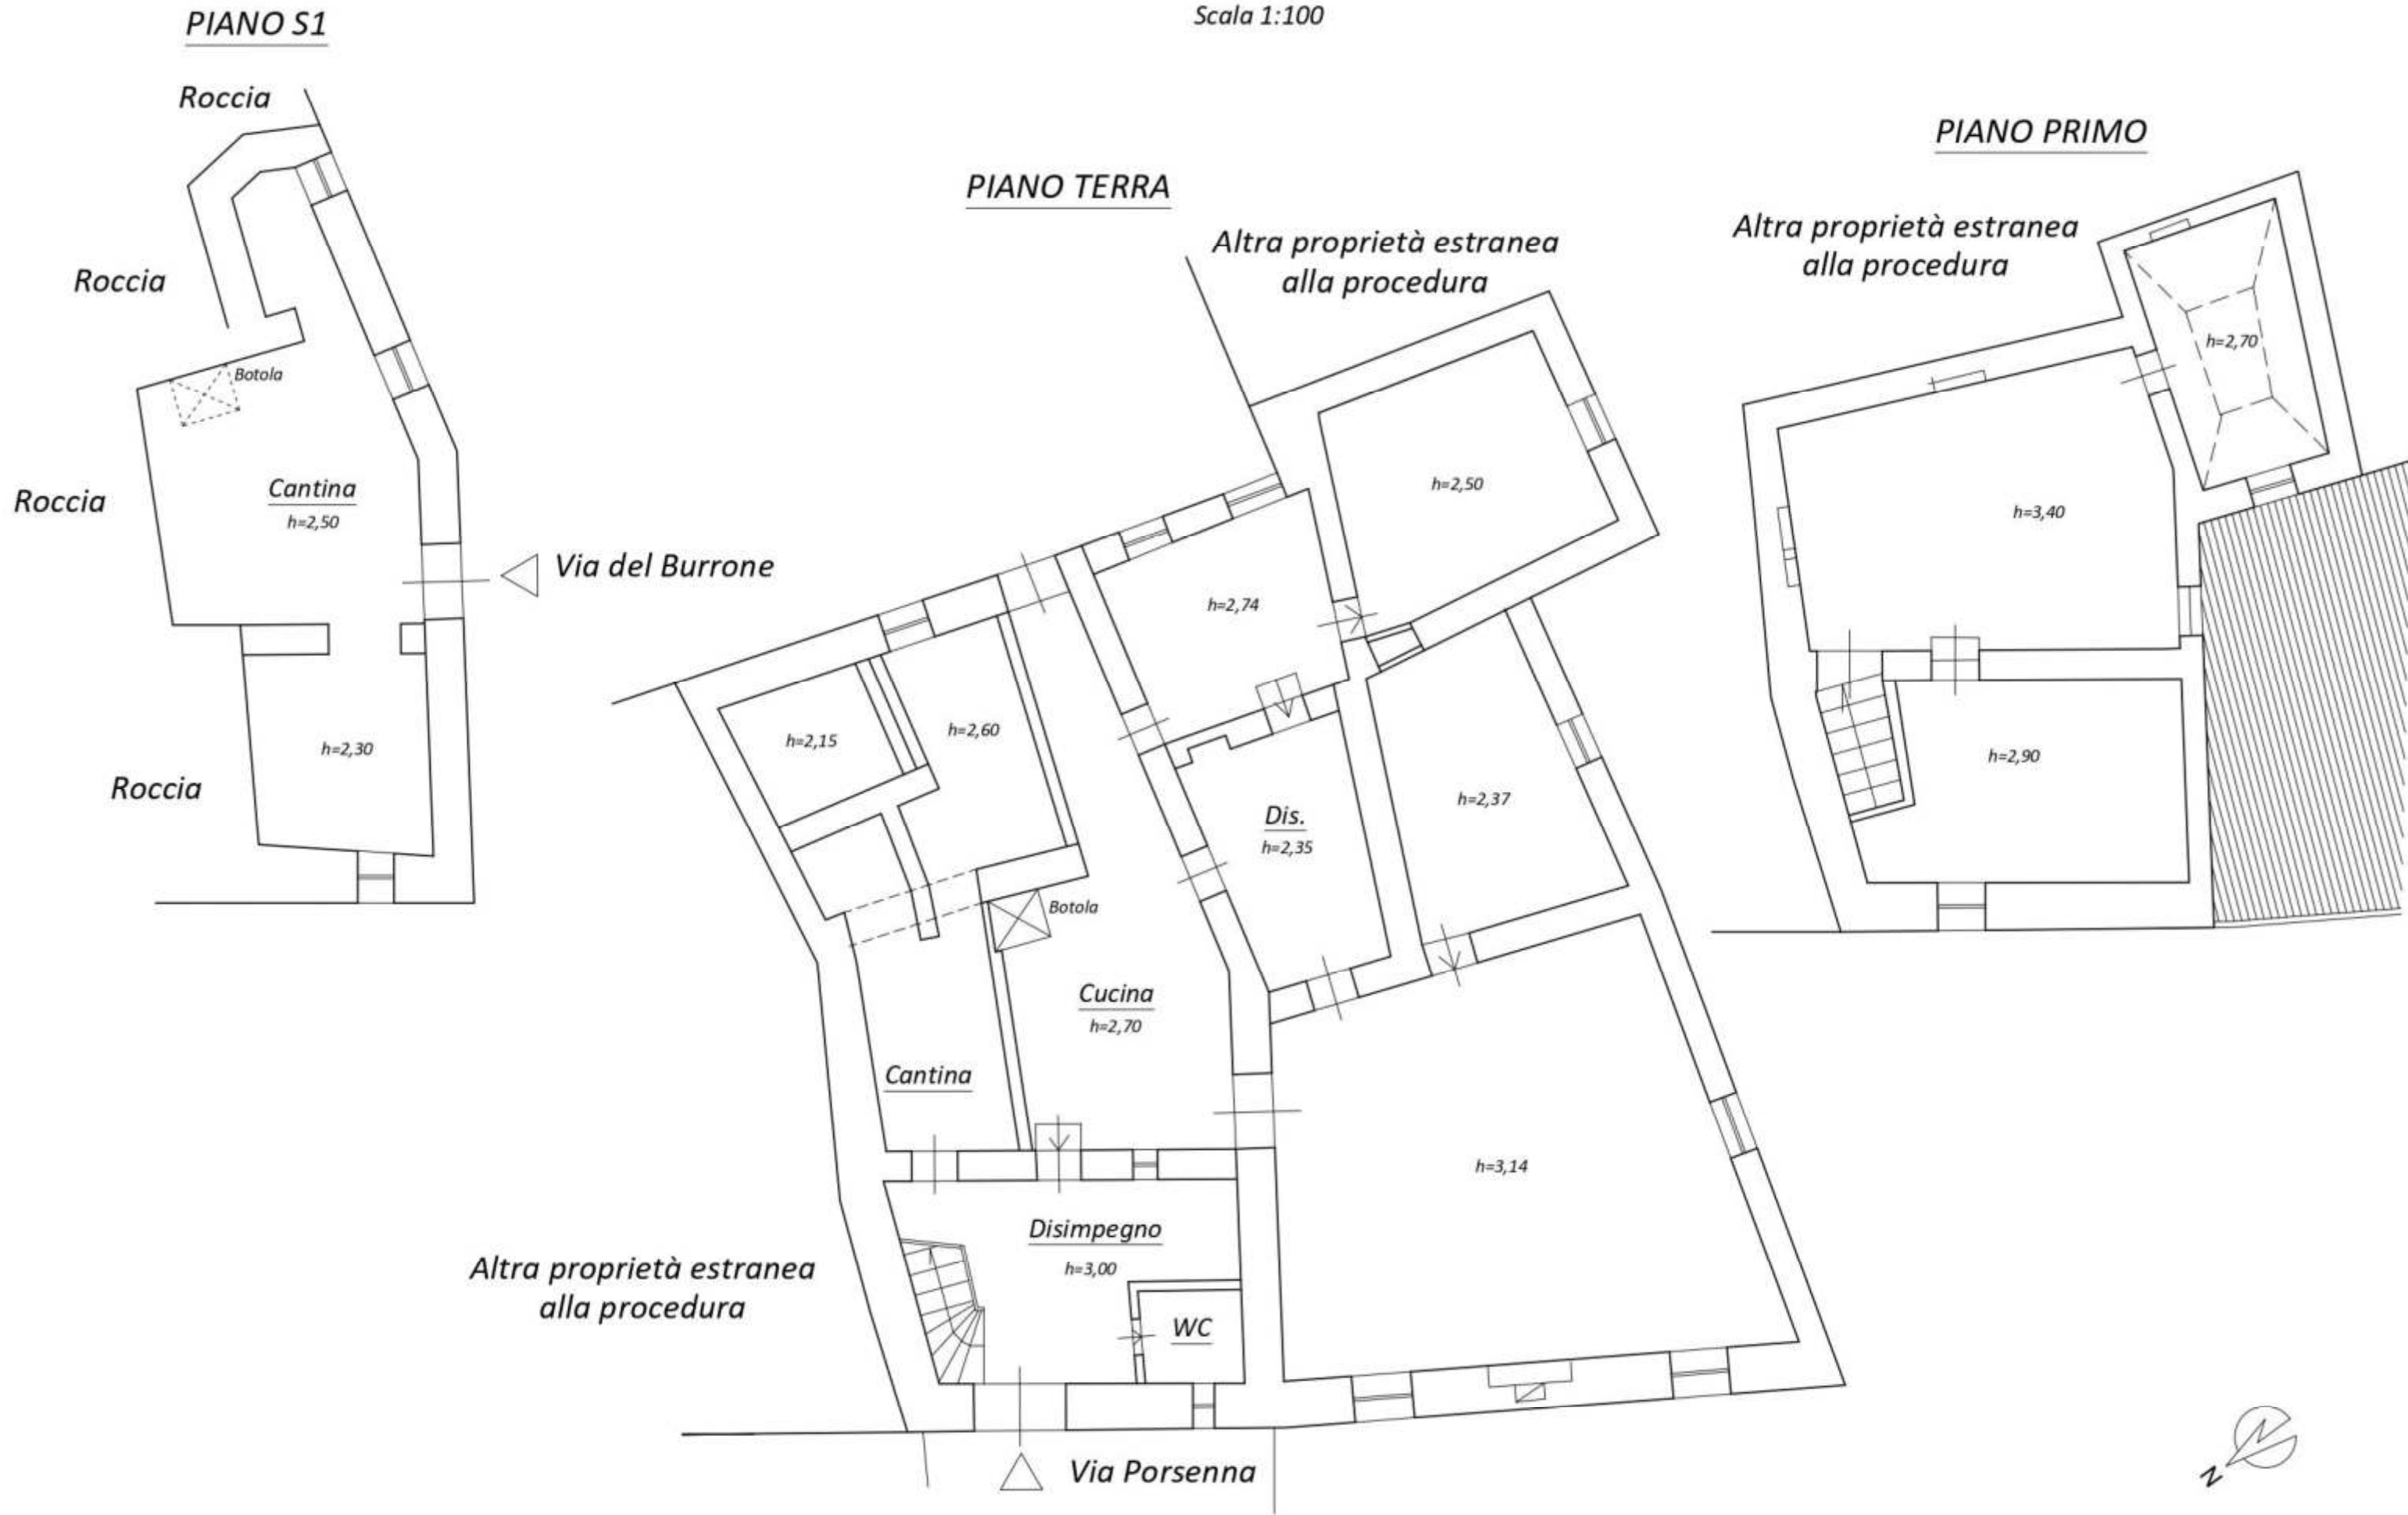 Scala 1:100
PIANO S1
Roccia
Roccia
Botola
Roccia
Cantina
h=2,50
Via del Burrone
h=2,30
Roccia
PIANO TERRA
Altra proprietà estranea
alla procedura
h=2,50
h=2,74
h=2,15
h=2,60
h=2,37
Dis.
h=2,35
Botola
Cucina
h=2,70
Cantina
h=3,14
Disimpegno
h=3,00
Altra proprietà estranea
alla procedura
WC
Via Porsenna
PIANO PRIMO
Altra proprietà estranea
alla procedura
h=2,70
h=3,40
h=2,90
N